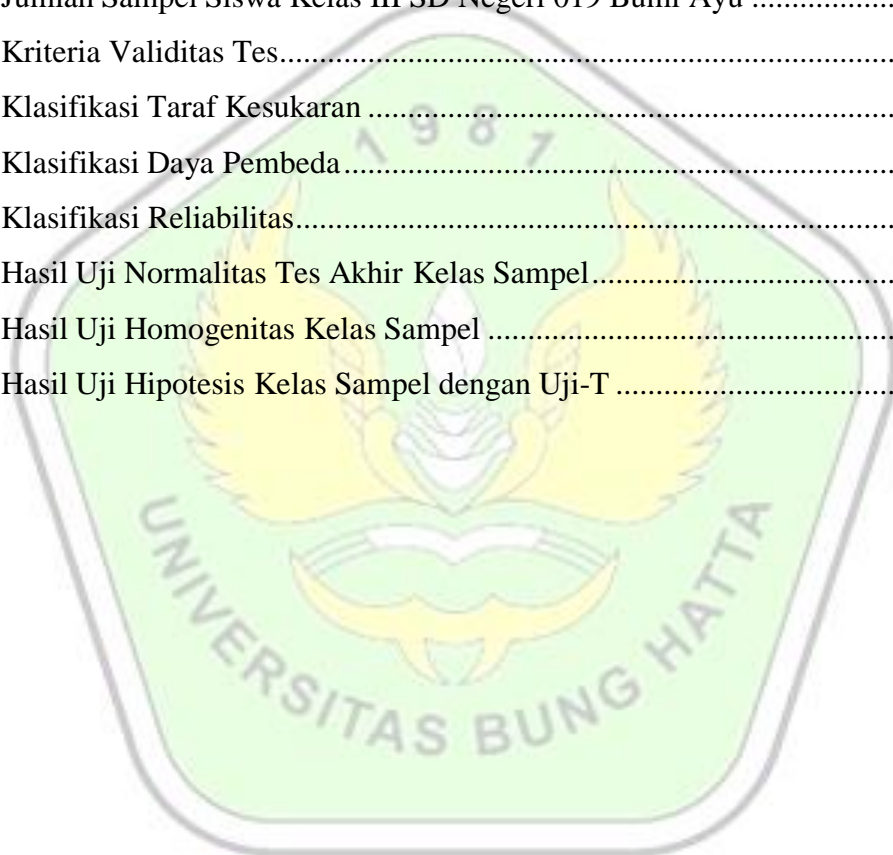 Jumlah Sampel Siswa Kelas III SD Negeri 019 Bumi Ayu ....................
Kriteria Validitas Tes....................................................................................
Klasifikasi Taraf Kesukaran .........................................................................
Klasifikasi Daya Pembeda............................................................................
Klasifikasi Reliabilitas..................................................................................
Hasil Uji Normalitas Tes Akhir Kelas Sampel..........................................
Hasil Uji Homogenitas Kelas Sampel .........................................................
Hasil Uji Hipotesis Kelas Sampel dengan Uji-T .......................................
1981
UNIVERSITAS BUNG HATTA